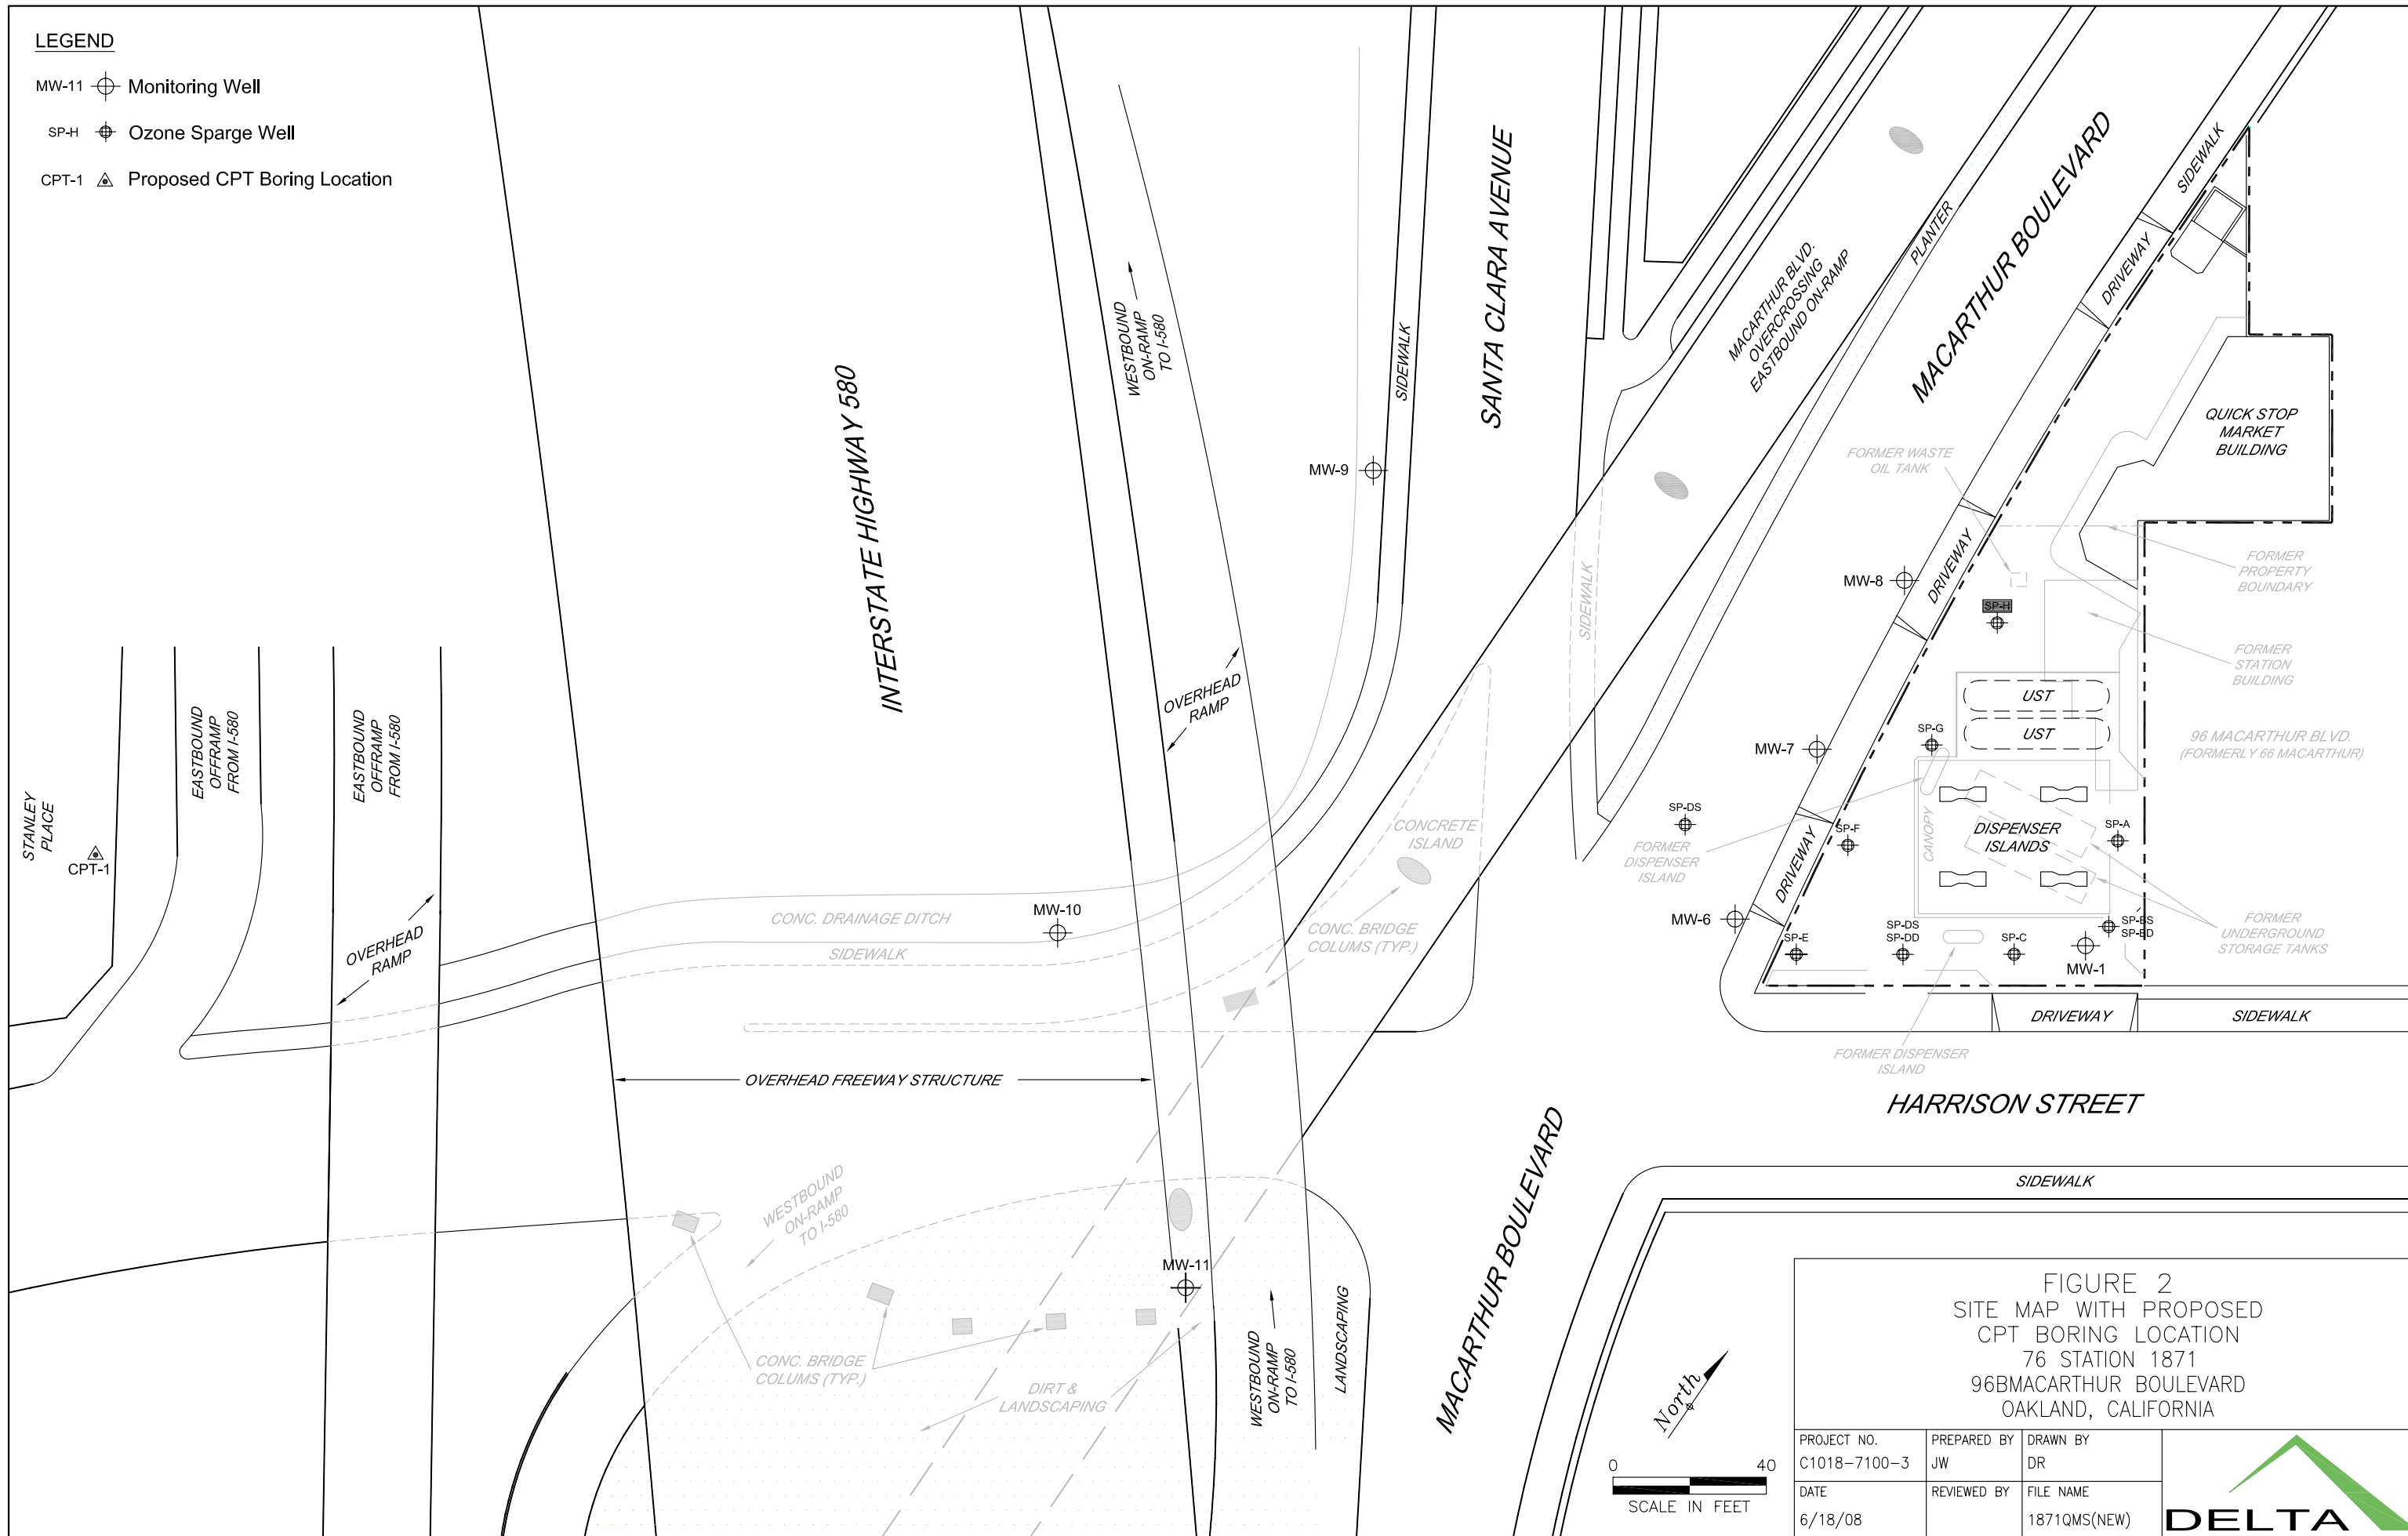 LEGEND
MW-11 Monitoring Well
SP-H Ozone Sparge Well
CPT-1 Proposed CPT Boring Location
STANLEY
PLACE
CPT-1
EASTBOUND
OFFRAMP
FROM I-580
EASTBOUND
OFFRAMP
FROM I-580
OVERHEAD
RAMP
INTERSTATE HIGHWAY 580
WESTBOUND
ON-RAMP
TO I-580
OVERHEAD
RAMP
MW-9
SIDEWALK
SANTA CLARA AVENUE
MACARTHUR BLVD.
OVERCROSSING
EASTBOUND ON-RAMP
PLANTER
MACARTHUR BOULEVARD
SIDEWALK
DRIVEWAY
QUICK STOP
MARKET
BUILDING
FORMER WASTE
OIL TANK
FORMER
PROPERTY
BOUNDARY
MW-8
DRIVEWAY
SP-H
SIDEWALK
FORMER
STATION
BUILDING
UST
UST
SP-G
MW-7
96 MACARTHUR BLVD.
(FORMERLY 66 MACARTHUR)
SP-DS
SP-F
CANOPY
DISPENSER
ISLANDS
SP-A
FORMER
DISPENSER
ISLAND
DRIVEWAY
CONCRETE
ISLAND
MW-6
SP-E
SP-DS
SP-DD
SP-C
MW-1
SP-BS
SP-BD
FORMER
UNDERGROUND
STORAGE TANKS
CONC. DRAINAGE DITCH
SIDEWALK
MW-10
CONC. BRIDGE
COLUMS (TYP.)
DRIVEWAY
SIDEWALK
FORMER DISPENSER
ISLAND
OVERHEAD FREEWAY STRUCTURE
HARRISON STREET
SIDEWALK
WESTBOUND
ON-RAMP
TO I-580
MW-11
CONC. BRIDGE
COLUMS (TYP.)
DIRT &
LANDSCAPING
WESTBOUND
ON-RAMP
TO I-580
LANDSCAPING
MACARTHUR BOULEVARD
North
0 40
SCALE IN FEET
FIGURE 2
SITE MAP WITH PROPOSED
CPT BORING LOCATION
76 STATION 1871
96BMACARTHUR BOULEVARD
OAKLAND, CALIFORNIA
PROJECT NO.
C1018-7100-3
PREPARED BY
JW
DRAWN BY
DR
DATE
6/18/08
REVIEWED BY
FILE NAME
1871QMS(NEW)
DELTA